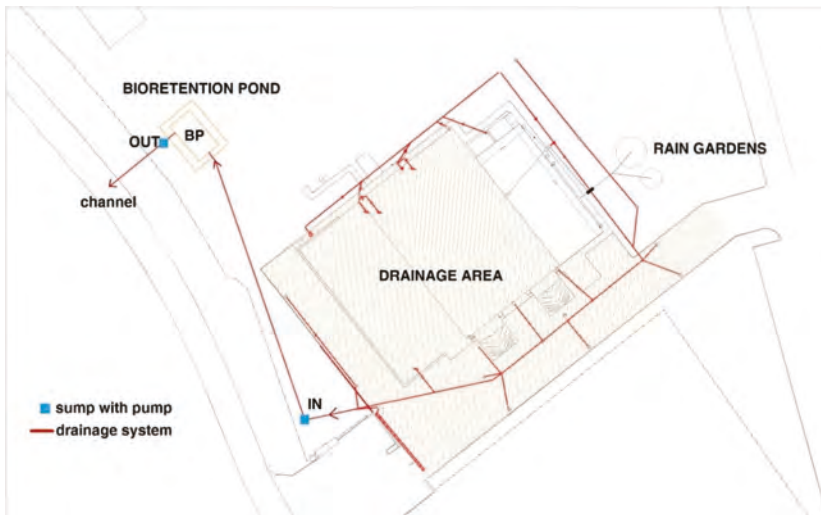 BIORETENTION POND
OUT
BP
channel
RAIN GARDENS
DRAINAGE AREA
IN
sump with pump
drainage system